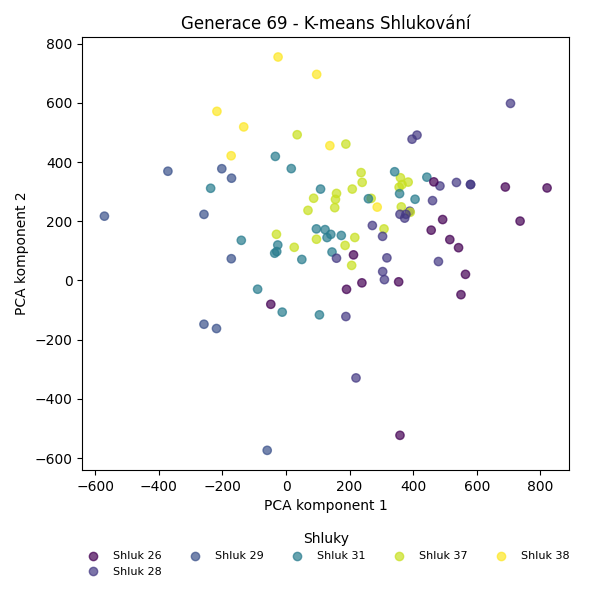 Generace 69 - K-means Shlukování
PCA komponent 2
800
600
400
200
0
−200
−400
−600
−600 −400 −200 0 200 400 600 800
PCA komponent 1
Shluky
Shluk 26 Shluk 29 Shluk 31 Shluk 37 Shluk 38
Shluk 28